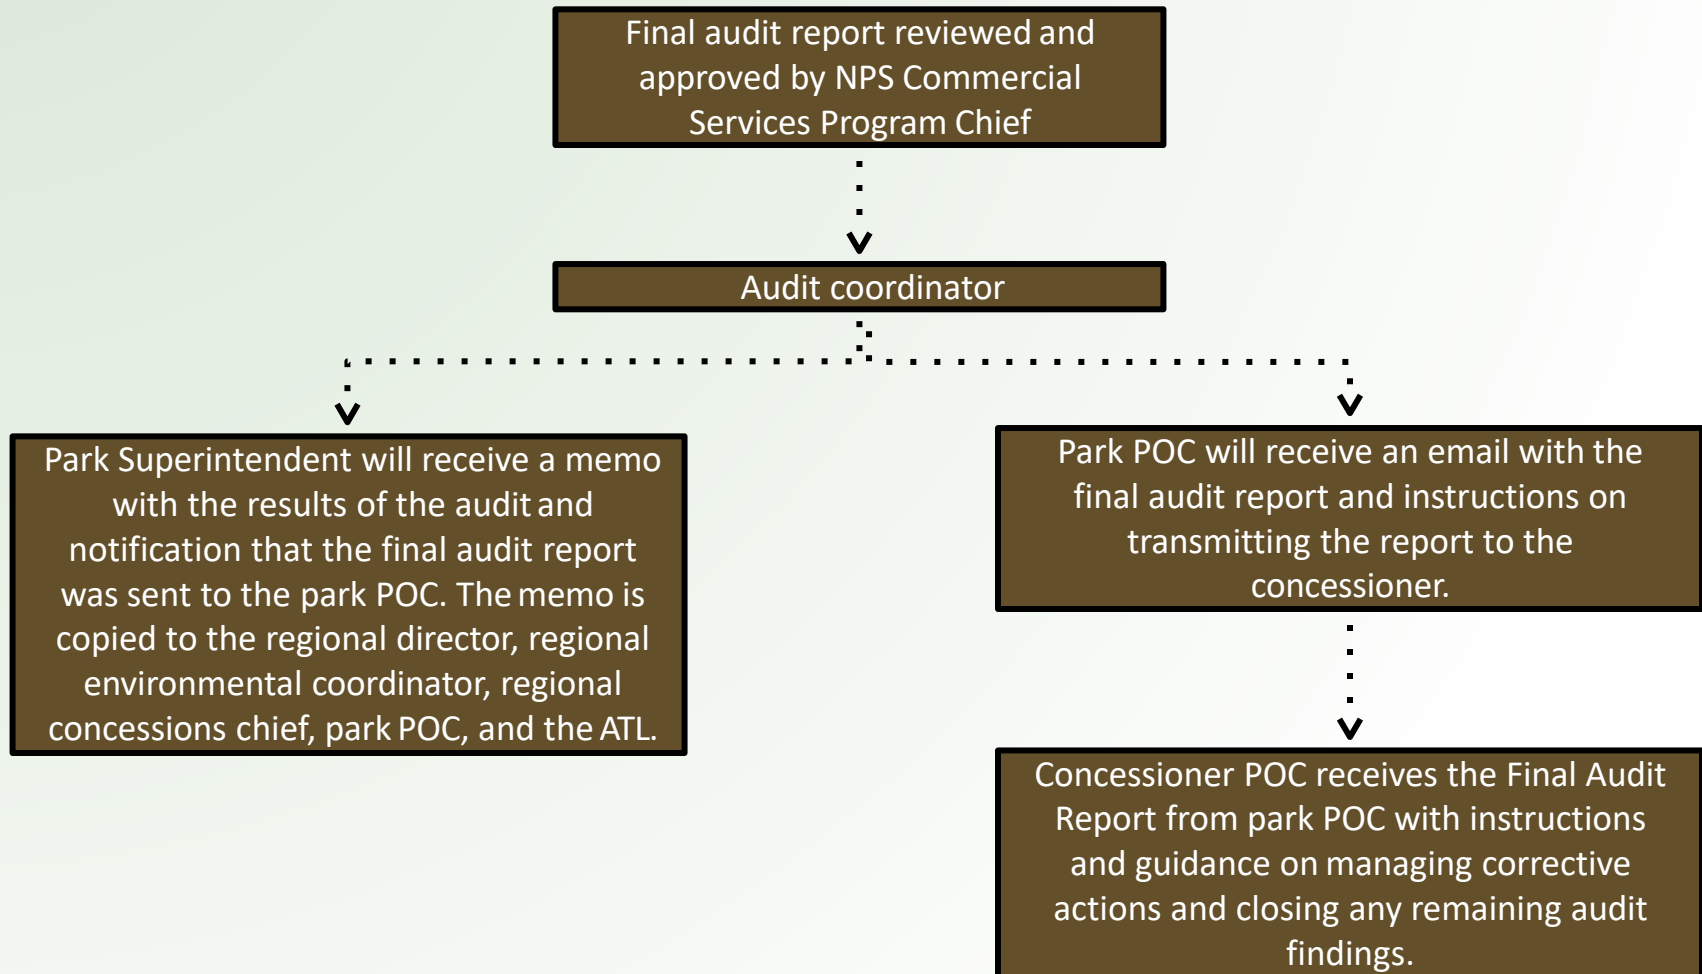 Final audit report reviewed and
approved by NPS Commercial
Services Program Chief
Audit coordinator
Park Superintendent will receive a memo
with the results of the audit and
notification that the final audit report
was sent to the park POC. The memo is
copied to the regional director, regional
environmental coordinator, regional
concessions chief, park POC, and the ATL.
Park POC will receive an email with the
final audit report and instructions on
transmitting the report to the
concessioner.
Concessioner POC receives the Final Audit
Report from park POC with instructions
and guidance on managing corrective
actions and closing any remaining audit
findings.